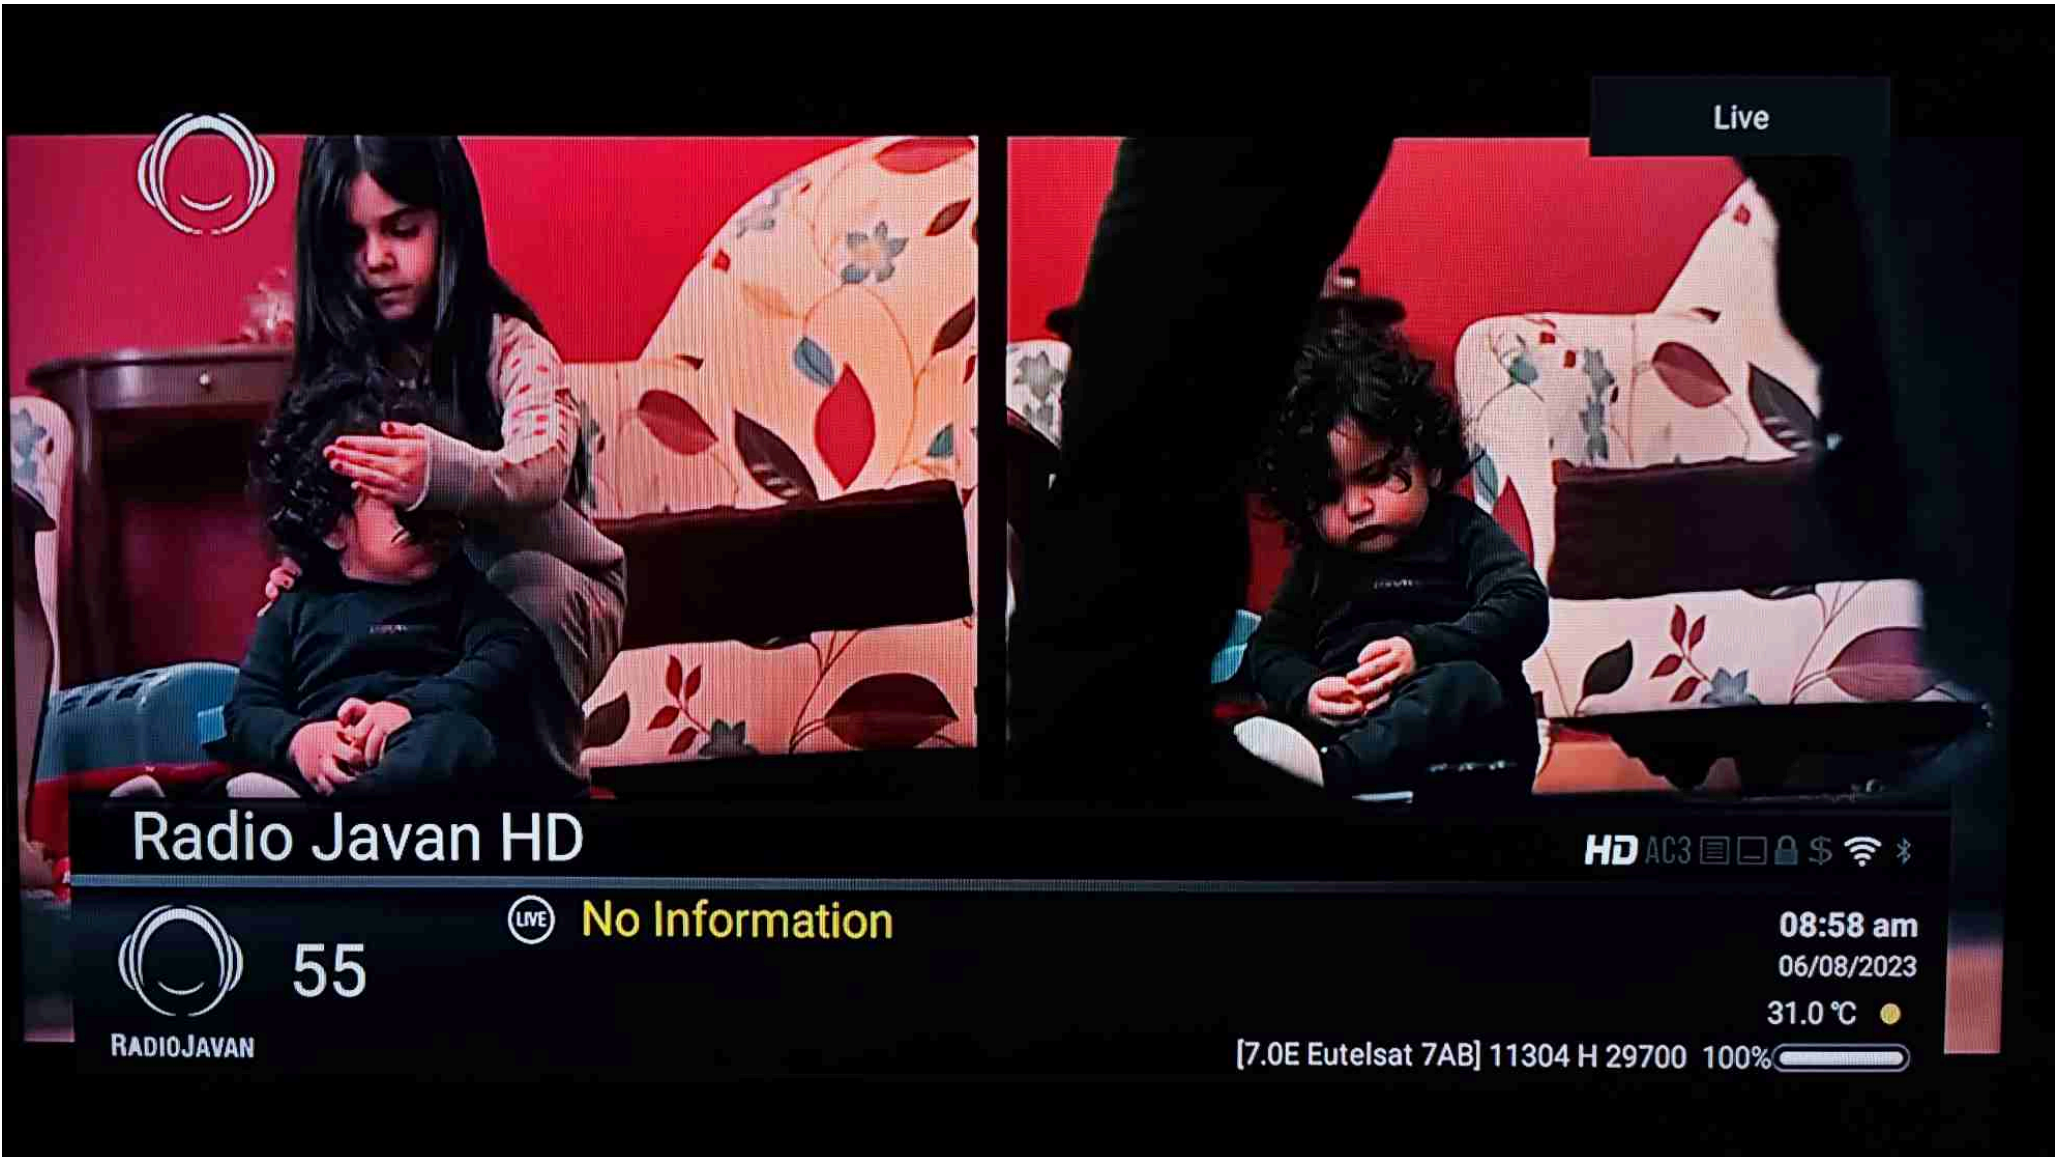 Live
Radio Javan HD
HD AC3 $
55
LIVE No Information
08:58 am
06/08/2023
31.0 °C
RADIOJAVAN
[7.0E Eutelsat 7AB] 11304 H 29700 100%